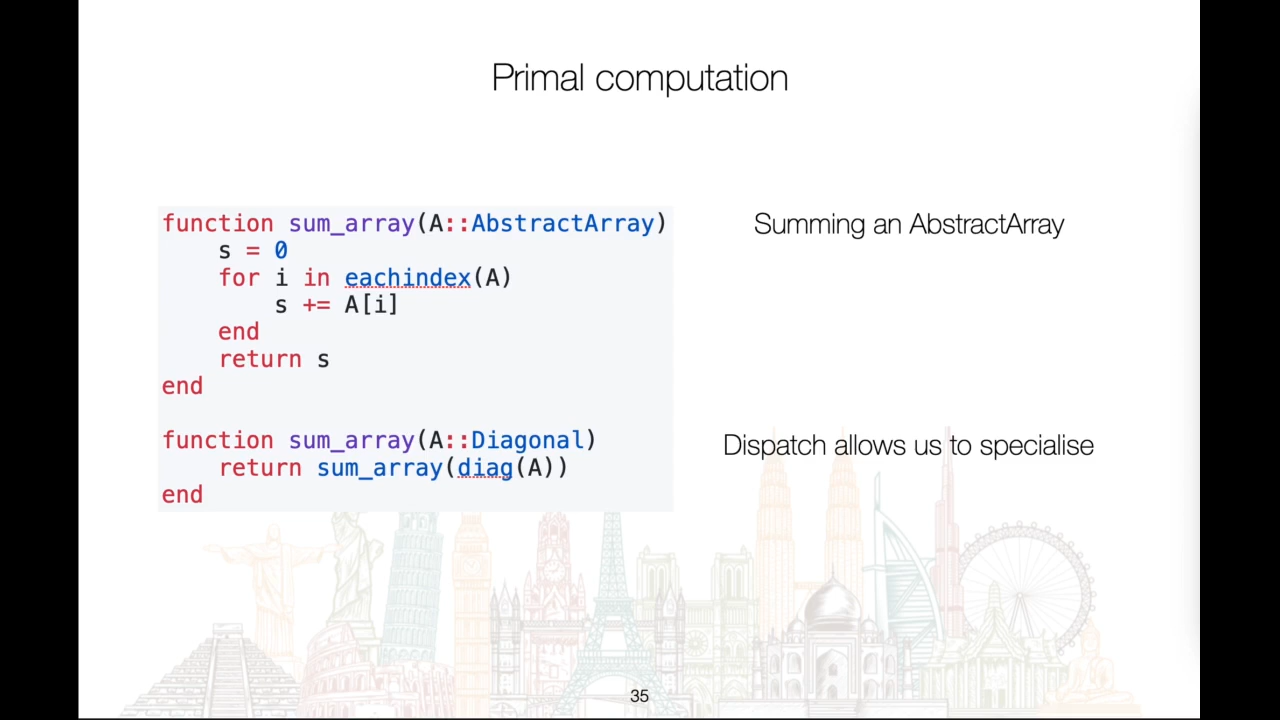 Primal computation
function sum_array(A::AbstractArray)
    s = 0
    for i in eachindex(A)
        s += A[i]
    end
    return s
end
function sum_array(A::Diagonal)
    return sum_array(diag(A))
end
Summing an AbstractArray
Dispatch allows us to specialise
35